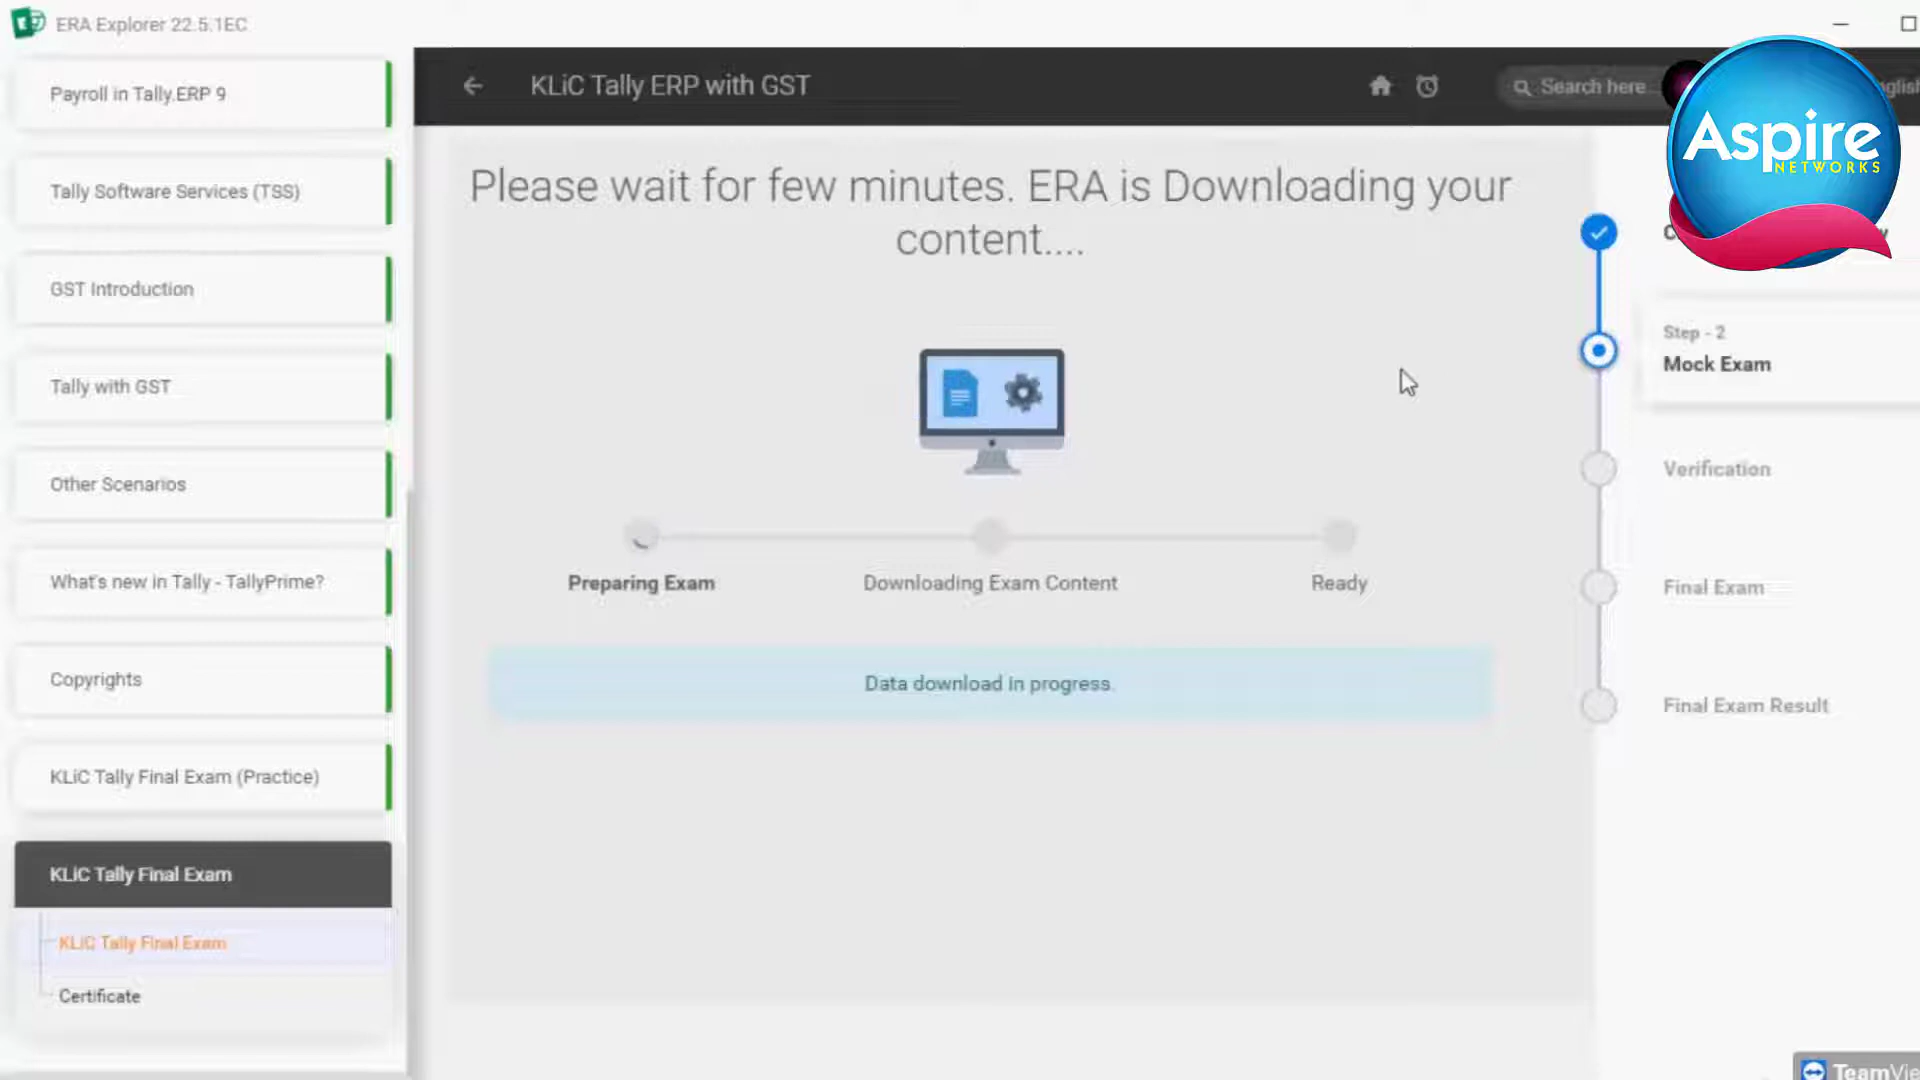 ERA Explorer 22.5.1EC
Payroll in Tally.ERP 9
Tally Software Services (TSS)
GST Introduction
Tally with GST
Other Scenarios
What's new in Tally - TallyPrime?
Copyrights
KLiC Tally Final Exam (Practice)
KLiC Tally Final Exam
KLiC Tally Final Exam
Certificate
KLiC Tally ERP with GST
Search here
Aspire
NETWORKS
Please wait for few minutes. ERA is Downloading your
content....
Preparing Exam
Downloading Exam Content
Ready
Data download in progress.
Step - 2
Mock Exam
Verification
Final Exam
Final Exam Result